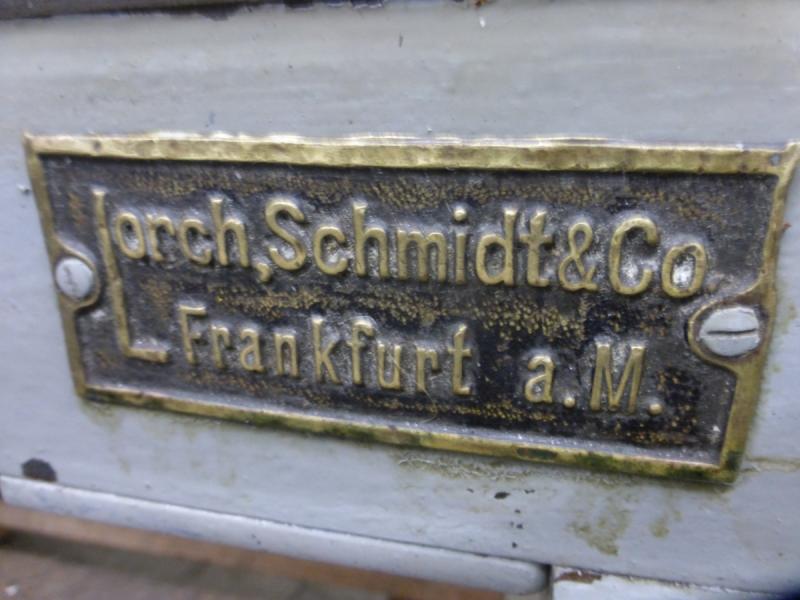 Lorch, Schmidt & Co.
Frankfurt a. M.